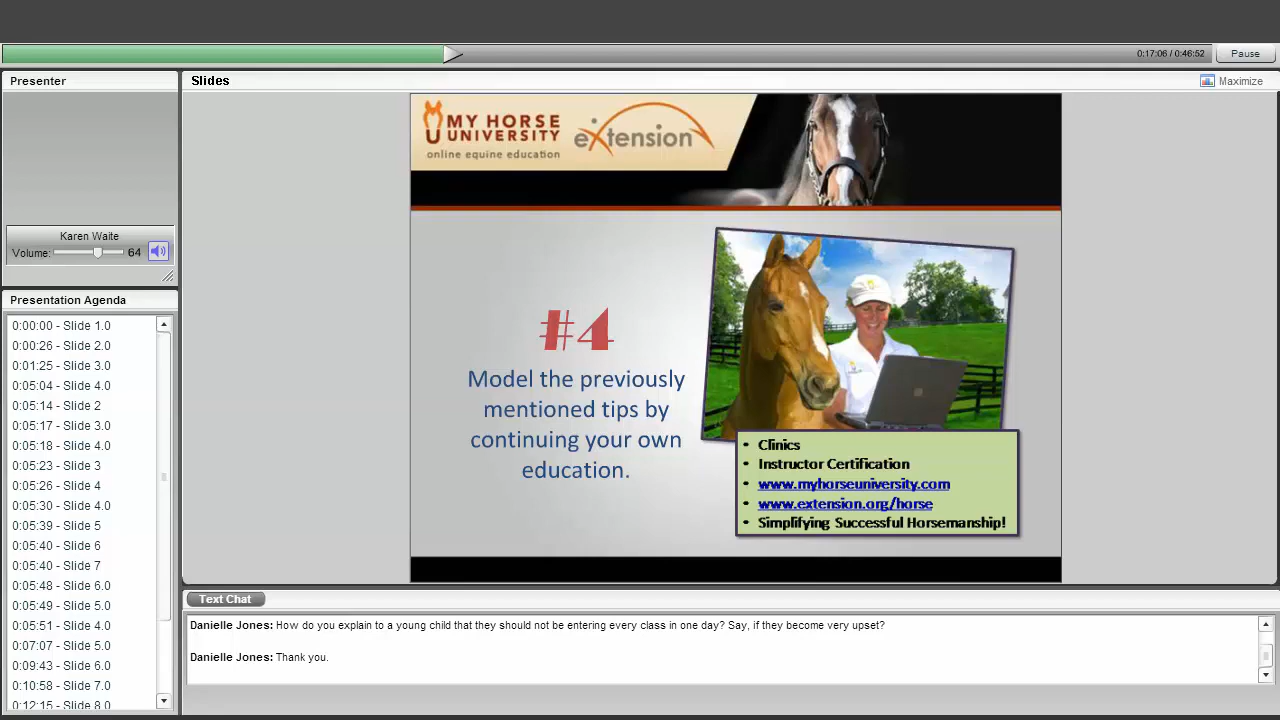 0:17:06 / 0:46:52
Pause
Presenter
Slides
Maximize
Karen Waite
Volume: 64
Presentation Agenda
0:00:00 - Slide 1.0
0:00:26 - Slide 2.0
0:01:25 - Slide 3.0
0:05:04 - Slide 4.0
0:05:14 - Slide 2
0:05:17 - Slide 3.0
0:05:18 - Slide 4.0
0:05:23 - Slide 3
0:05:26 - Slide 4
0:05:30 - Slide 4.0
0:05:39 - Slide 5
0:05:40 - Slide 6
0:05:40 - Slide 7
0:05:48 - Slide 6.0
0:05:49 - Slide 5.0
0:05:51 - Slide 4.0
0:07:07 - Slide 5.0
0:09:43 - Slide 6.0
0:10:58 - Slide 7.0
0:12:15 - Slide 8.0
MY HORSE
UNIVERSITY
online equine education
eXtension
#4
Model the previously
mentioned tips by
continuing your own
education.
• Clinics
• Instructor Certification
• www.myhorseuniversity.com
• www.extension.org/horse
• Simplifying Successful Horsemanship!
Text Chat
Danielle Jones: How do you explain to a young child that they should not be entering every class in one day? Say, if they become very upset?
Danielle Jones: Thank you.